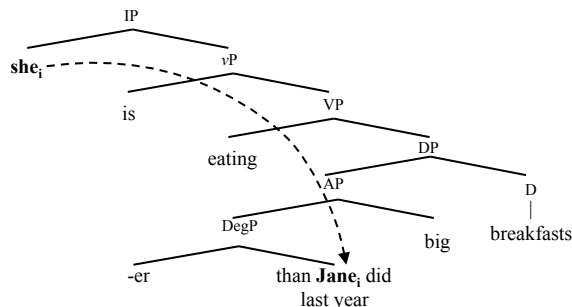 IP
she_i
vP
is
VP
eating
DP
AP
D
DegP
big
breakfasts
-er
than Jane_i did
last year